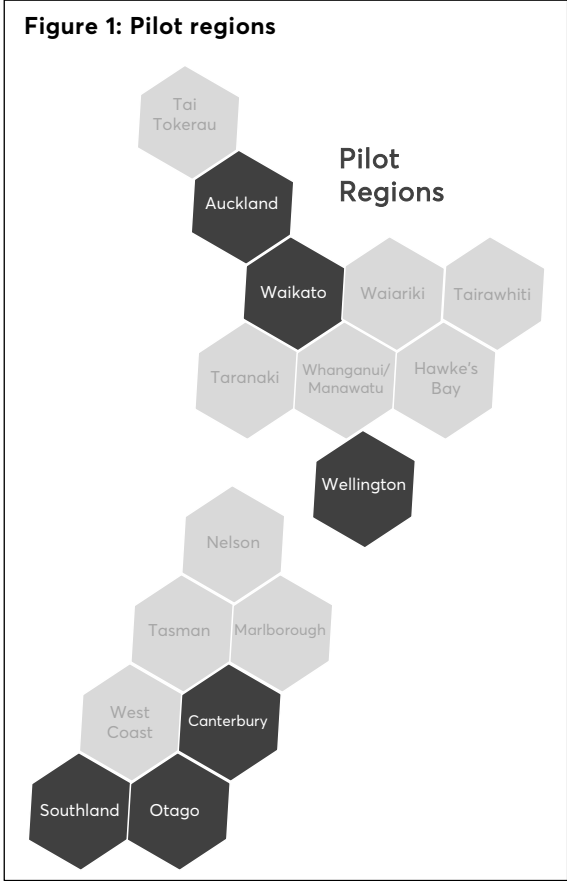 Figure 1: Pilot regions
Tai
Tokerau
Pilot
Regions
Auckland
Waikato
Waiariki
Tairawhiti
Taranaki
Whanganui/
Manawatu
Hawke's
Bay
Wellington
Nelson
Tasman
Marlborough
West
Coast
Canterbury
Southland
Otago